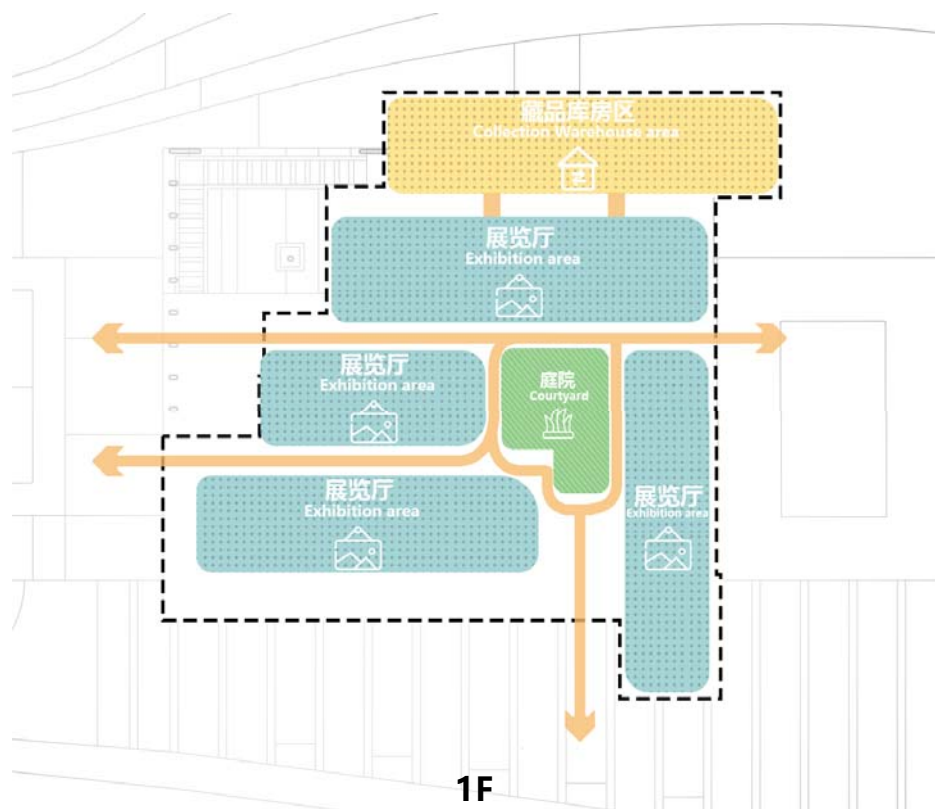 藏品库房区
Collection Warehouse area
展览厅
Exhibition area
展览厅
Exhibition area
庭院
Courtyard
展览厅
Exhibition area
展览厅
Exhibition area
1F